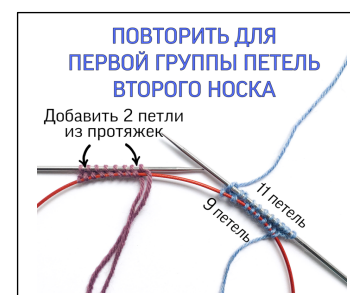 ПОВТОРИТЬ ДЛЯ
ПЕРВОЙ ГРУППЫ ПЕТЕЛЬ
ВТОРОГО НОСКА
Добавить 2 петли
из протяжек
11 петель
9 петель